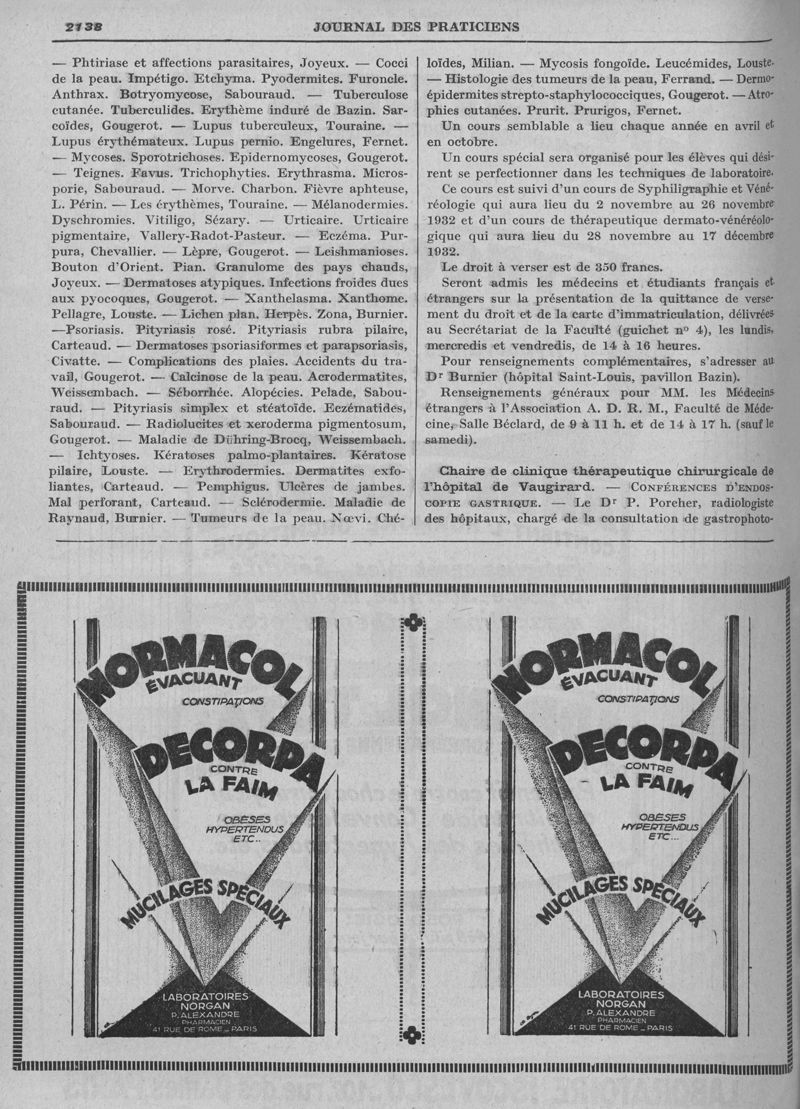 2138
JOURNAL DES PRATICIENS
— Phtiriase et affections parasitaires, Joyeux. — Cocci
de la peau. Impétigo. Etchyma. Pyodermites. Furoncle.
Anthrax. Botryomycose, Sabouraud. — Tuberculose
cutanée. Tuberculides. Erythème induré de Bazin. Sar-
coïdes, Gougerot. — Lupus tuberculeux, Touraine. —
Lupus érythémateux. Lupus pernio. Engelures, Fernet.
— Mycoses. Sporotrichoses. Epidernomycoses, Gougerot.
— Teignes. Favus. Trichophyties. Erythrasma. Micros-
porie, Sabouraud. — Morve. Charbon. Fièvre aphteuse,
L. Périn. — Les érythèmes, Touraine. — Mélanodermies.
Dyschromies. Vitiligo, Sézary. — Urticaire. Urticaire
pigmentaire, Vallery-Radot-Pasteur. — Eczéma. Pur-
pura, Chevallier. — Lèpre, Gougerot. — Leishmanioses.
Bouton d'Orient. Pian. Granulome des pays chauds,
Joyeux. — Dermatoses atypiques. Infections froides dues
aux pyocoques, Gougerot. — Xanthelasma. Xanthome.
Pellagre, Louste. — Lichen plan. Herpès. Zona, Burnier.
—Psoriasis. Pityriasis rosé. Pityriasis rubra pilaire,
Carteaud. — Dermatoses psoriasiformes et parapsoriasis,
Civatte. — Complications des plaies. Accidents du tra-
vail, Gougerot. — Calcinose de la peau. Acrodermatites,
Weissembach. — Séborrhée. Alopécies. Pelade, Sabou-
raud. — Pityriasis simplex et stéatoïde. Eczématides,
Sabouraud. — Radiolucites et xeroderma pigmentosum,
Gougerot. — Maladie de Dühring-Brocq, Weissembach.
— Ichtyoses. Kératoses palmo-plantaires. Kératose
pilaire, Louste. — Erythrodermies. Dermatites exfo-
liantes, Carteaud. — Pemphigus. Ulcères de jambes.
Mal perforant, Carteaud. — Sclérodermie. Maladie de
Raynaud, Burnier. — Tumeurs de la peau. Nœvi. Ché-
loïdes, Milian. — Mycosis fongoïde. Leucémides, Louste.
— Histologie des tumeurs de la peau, Ferrand. — Dermo-
épidermites strepto-staphylococciques, Gougerot. — Atro-
phies cutanées. Prurit. Prurigos, Fernet.
Un cours semblable a lieu chaque année en avril et
en octobre.
Un cours spécial sera organisé pour les élèves qui dési-
rent se perfectionner dans les techniques de laboratoire.
Ce cours est suivi d'un cours de Syphiligraphie et Véné-
réologie qui aura lieu du 2 novembre au 26 novembre
1932 et d'un cours de thérapeutique dermato-vénéréolo-
gique qui aura lieu du 28 novembre au 17 décembre
1932.
Le droit à verser est de 350 francs.
Seront admis les médecins et étudiants français et
étrangers sur la présentation de la quittance de verse-
ment du droit et de la carte d'immatriculation, délivrées
au Secrétariat de la Faculté (guichet n° 4), les lundis,
mercredis et vendredis, de 14 à 16 heures.
Pour renseignements complémentaires, s'adresser au
Dr Burnier (hôpital Saint-Louis, pavillon Bazin).
Renseignements généraux pour MM. les Médecins
étrangers à l'Association A. D. R. M., Faculté de Méde-
cine, Salle Béclard, de 9 à 11 h. et de 14 à 17 h. (sauf le
samedi).
Chaire de clinique thérapeutique chirurgicale de
l'hôpital de Vaugirard. — CONFÉRENCES D'ENDOS-
COPIE GASTRIQUE. — Le Dr P. Porcher, radiologiste
des hôpitaux, chargé de la consultation de gastrophoto-
NORMACOL
ÉVACUANT
CONSTIPATIONS
DECORPA
CONTRE
LA FAIM
OBÈSES
HYPERTENDUS
ETC..
MUCILAGES SPÉCIAUX
LABORATOIRES
NORGAN
P. ALEXANDRE
PHARMACIEN
41 RUE DE ROME _ PARIS
NORMACOL
ÉVACUANT
CONSTIPATIONS
DECORPA
CONTRE
LA FAIM
OBÈSES
HYPERTENDUS
ETC...
MUCILAGES SPÉCIAUX
LABORATOIRES
NORGAN
P. ALEXANDRE
PHARMACIEN
41 RUE DE ROME _ PARIS